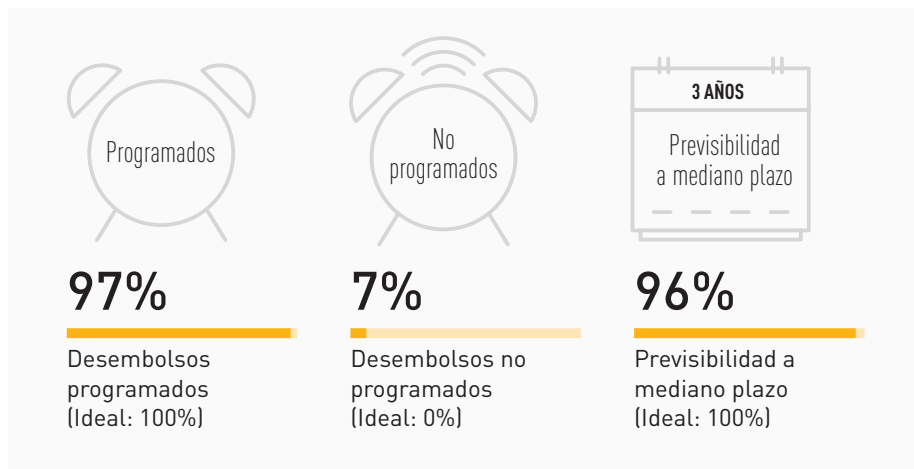 Programados
No
programados
3 AÑOS
Previsibilidad
a mediano plazo
97%
Desembolsos
programados
(Ideal: 100%)
7%
Desembolsos no
programados
(Ideal: 0%)
96%
Previsibilidad a
mediano plazo
(Ideal: 100%)